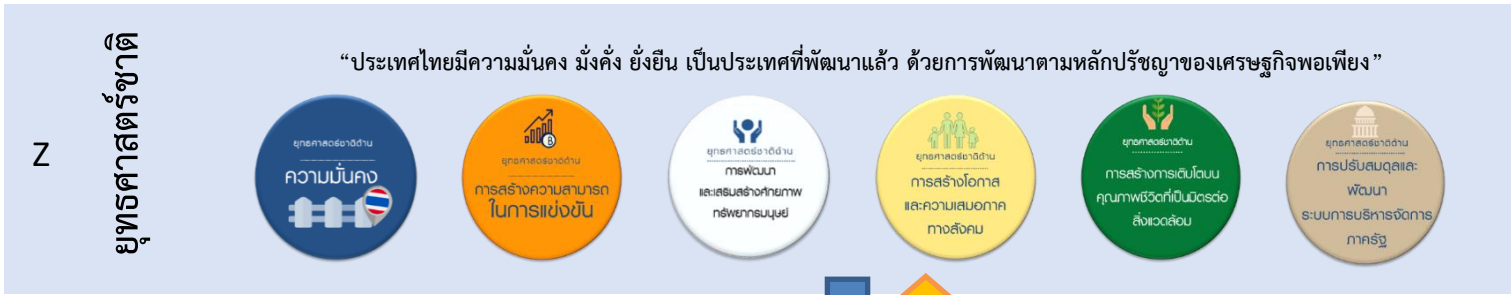 Z
ยุทธศาสตร์ชาติ
“ประเทศไทยมีความมั่นคง มั่งคั่ง ยั่งยืน เป็นประเทศที่พัฒนาแล้ว ด้วยการพัฒนาตามหลักปรัชญาของเศรษฐกิจพอเพียง”
ยุทธศาสตร์ชาติด้าน
ความมั่นคง
ยุทธศาสตร์ชาติด้าน
การสร้างความสามารถ
ในการแข่งขัน
ยุทธศาสตร์ชาติด้าน
การพัฒนา
และเสริมสร้างศักยภาพ
ทรัพยากรมนุษย์
ยุทธศาสตร์ชาติด้าน
การสร้างโอกาส
และความเสมอภาค
ทางสังคม
ยุทธศาสตร์ชาติด้าน
การสร้างการเติบโตบน
คุณภาพชีวิตที่เป็นมิตรต่อ
สิ่งแวดล้อม
ยุทธศาสตร์ชาติด้าน
การปรับสมดุลและ
พัฒนา
ระบบการบริหารจัดการ
ภาครัฐ